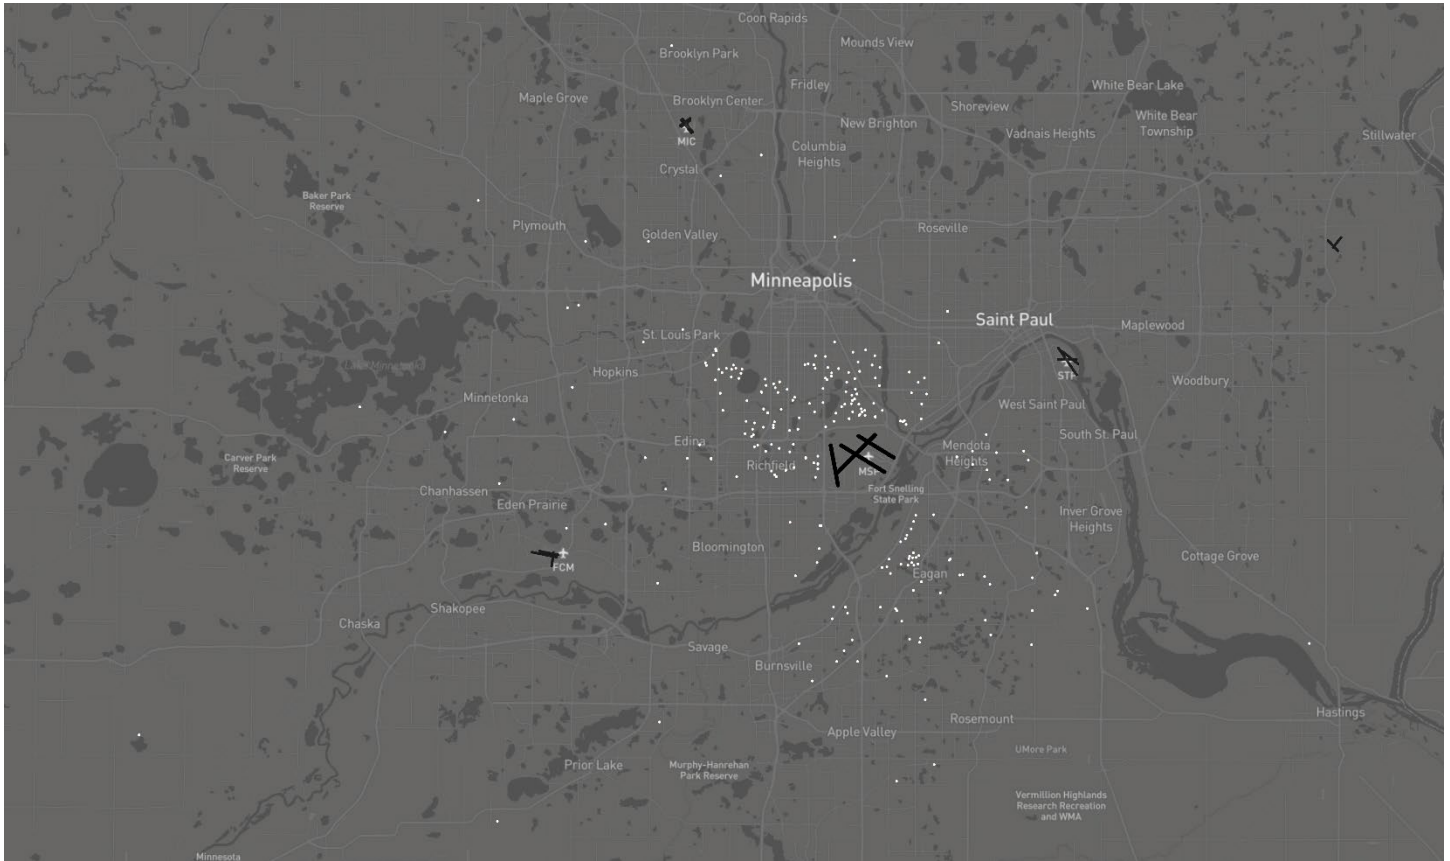 Coon Rapids
Mounds View
Brooklyn Park
Fridley
White Bear Lake
Maple Grove
Brooklyn Center
Shoreview
White Bear
Township
New Brighton
Vadnais Heights
Stillwater
MIC
Columbia
Heights
Crystal
Baker Park
Reserve
Plymouth
Golden Valley
Roseville
Minneapolis
Saint Paul
Maplewood
St. Louis Park
Hopkins
STP
Woodbury
Minnetonka
West Saint Paul
South St. Paul
Edina
Mendota
Heights
Carver Park
Reserve
Richfield
MSP
Chanhassen
Fort Snelling
State Park
Eden Prairie
Inver Grove
Heights
Bloomington
Cottage Grove
FCM
Eagan
Shakopee
Chaska
Savage
Burnsville
Hastings
Rosemount
Apple Valley
UMore Park
Prior Lake
Murphy-Hanrehan
Park Reserve
Vermillion Highlands
Research Recreation
and WMA
Minnesota